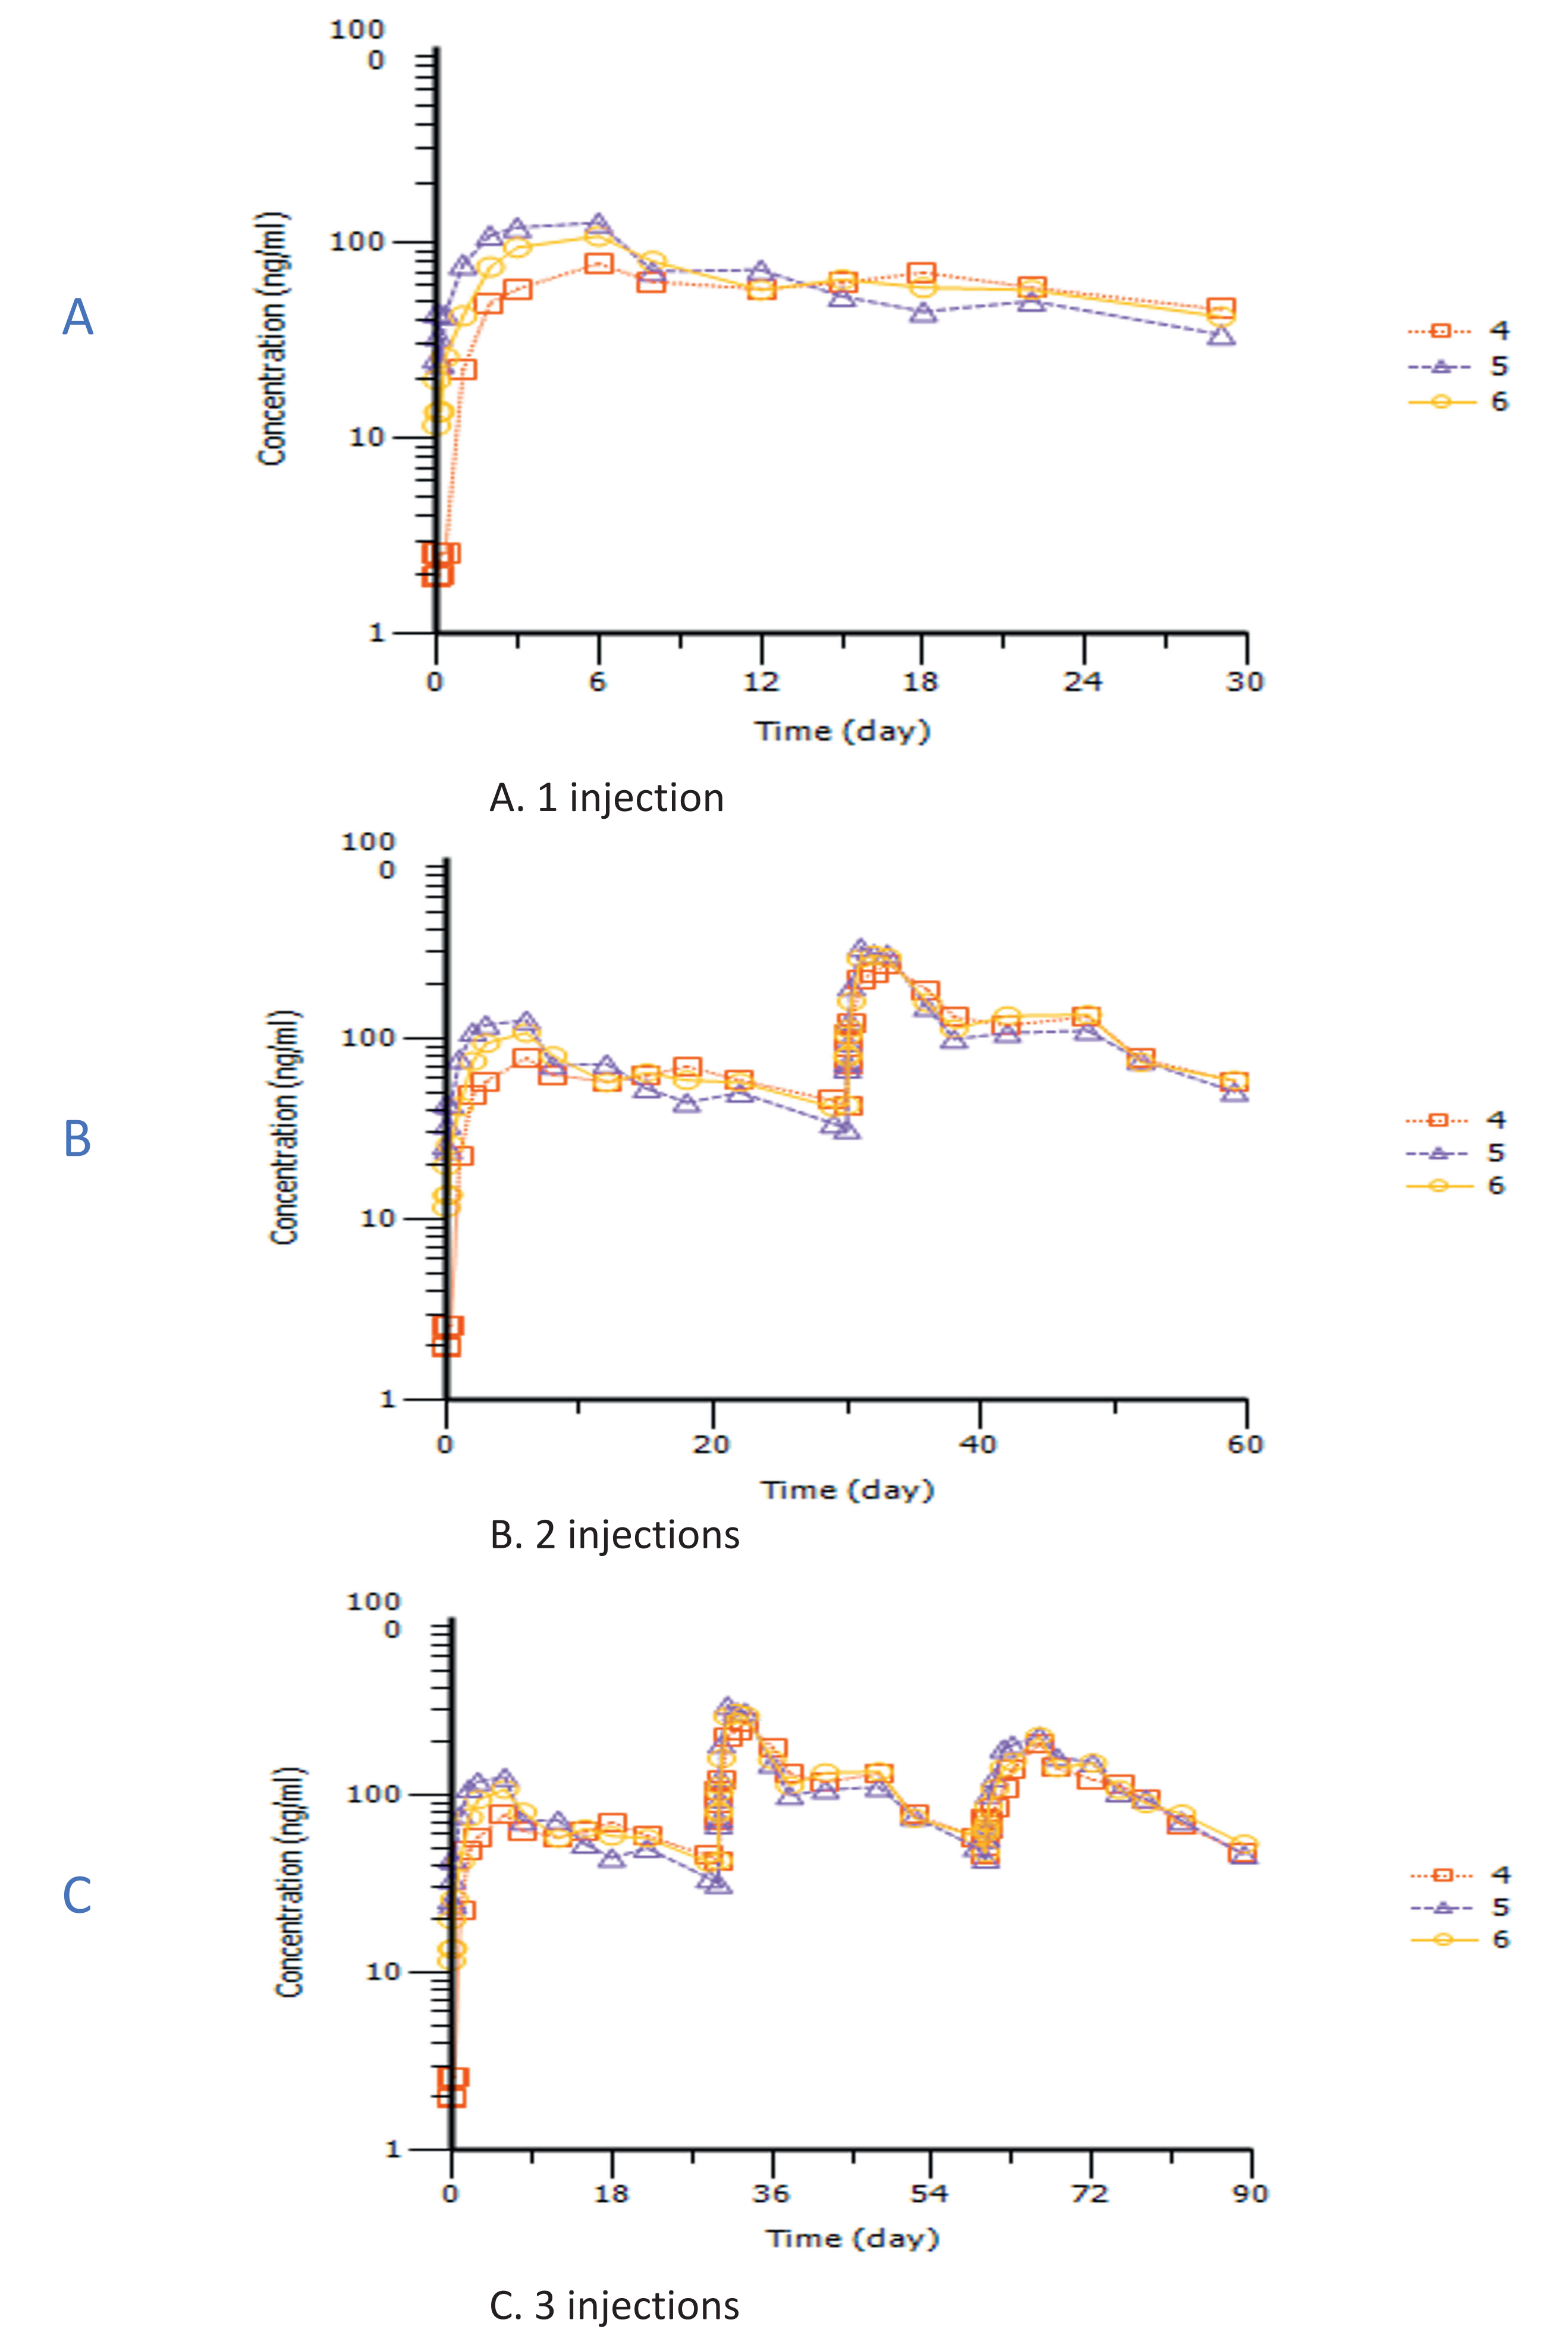 100
0
100
10
1
Concentration (ng/ml)
A
4
5
6
0 6 12 18 24 30
Time (day)
A. 1 injection
100
0
100
10
1
Concentration (ng/ml)
B
4
5
6
0 20 40 60
Time (day)
B. 2 injections
100
0
100
10
1
Concentration (ng/ml)
C
4
5
6
0 18 36 54 72 90
Time (day)
C. 3 injections